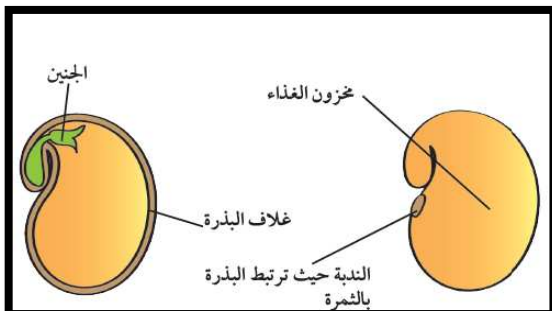 الجنين
مخزون الغذاء
غلاف البذرة
الندبة حيث ترتبط البذرة
بالثمرة